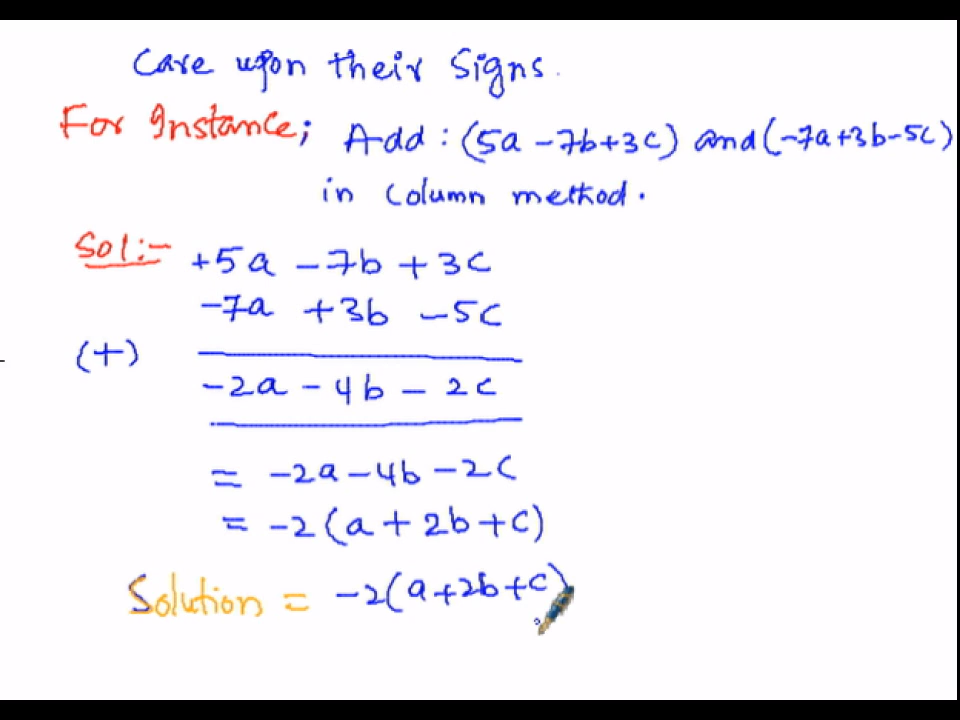 Care upon their Signs.
For Instance; Add : (5a - 7b + 3c) and (-7a + 3b - 5c)
in Column method.
Sol:- +5a - 7b + 3c
-7a + 3b - 5c
(+)
-2a - 4b - 2c
= -2a - 4b - 2c
= -2(a + 2b + c)
Solution = -2(a + 2b + c)